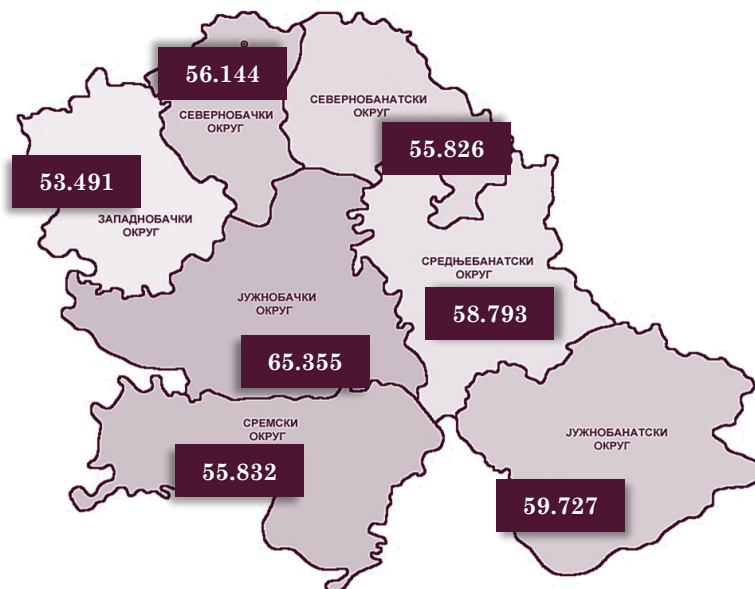 56.144
СЕВЕРНОБАЧКИ
ОКРУГ
СЕВЕРНОБАНАТСКИ
ОКРУГ
55.826
53.491
ЗАПАДНОБАЧКИ
ОКРУГ
СРЕДЊЕБАНАТСКИ
ОКРУГ
58.793
ЈУЖНОБАЧКИ
ОКРУГ
65.355
СРЕМСКИ
ОКРУГ
55.832
ЈУЖНОБАНАТСКИ
ОКРУГ
59.727